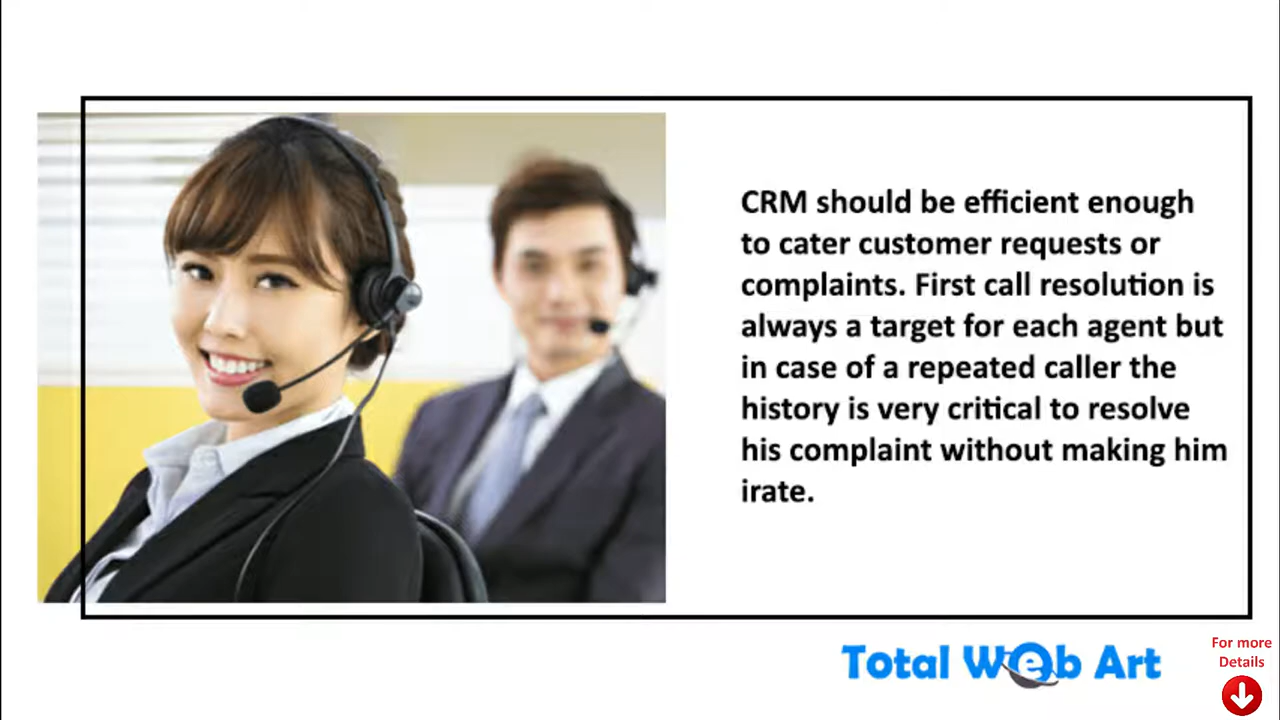 CRM should be efficient enough
to cater customer requests or
complaints. First call resolution is
always a target for each agent but
in case of a repeated caller the
history is very critical to resolve
his complaint without making him
irate.
Total Web Art
For more
Details